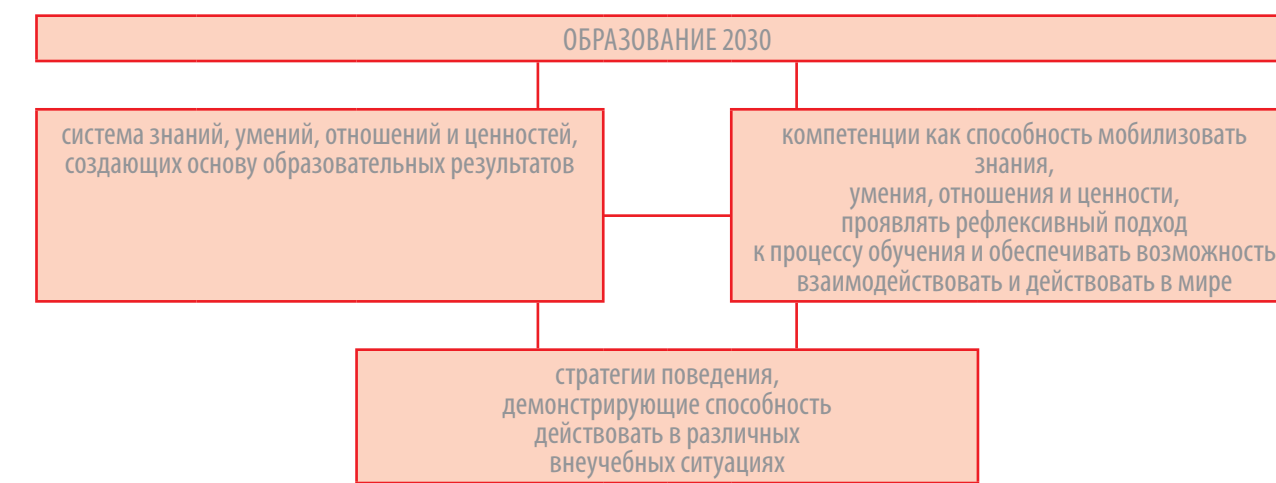 ОБРАЗОВАНИЕ 2030
система знаний, умений, отношений и ценностей,
создающих основу образовательных результатов
компетенции как способность мобилизовать
знания,
умения, отношения и ценности,
проявлять рефлексивный подход
к процессу обучения и обеспечивать возможность
взаимодействовать и действовать в мире
стратегии поведения,
демонстрирующие способность
действовать в различных
внеучебных ситуациях